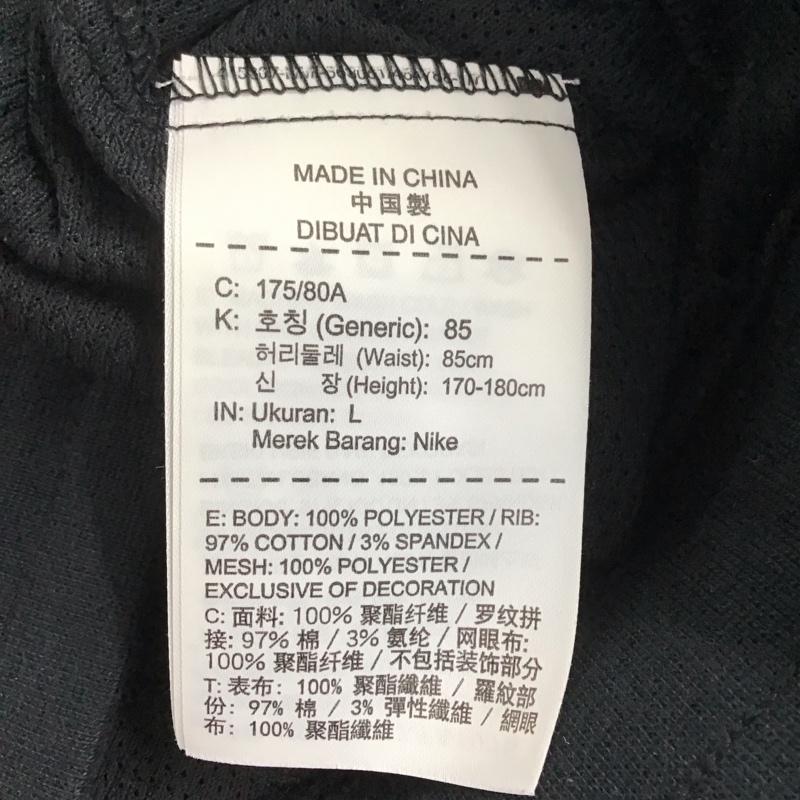 MADE IN CHINA
中国製
DIBUAT DI CINA
C: 175/80A
K: 호칭 (Generic): 85
허리둘레 (Waist): 85cm
신 장 (Height): 170-180cm
IN: Ukuran: L
Merek Barang: Nike
E: BODY: 100% POLYESTER / RIB:
97% COTTON / 3% SPANDEX /
MESH: 100% POLYESTER /
EXCLUSIVE OF DECORATION
C: 面料: 100% 聚酯纤维 / 罗纹拼
接: 97% 棉 / 3% 氨纶 / 网眼布:
100% 聚酯纤维 / 不包括装饰部分
T: 表布: 100% 聚酯纖維 / 羅紋部
份: 97% 棉 / 3% 彈性纖維 / 網眼
布: 100% 聚酯纖維